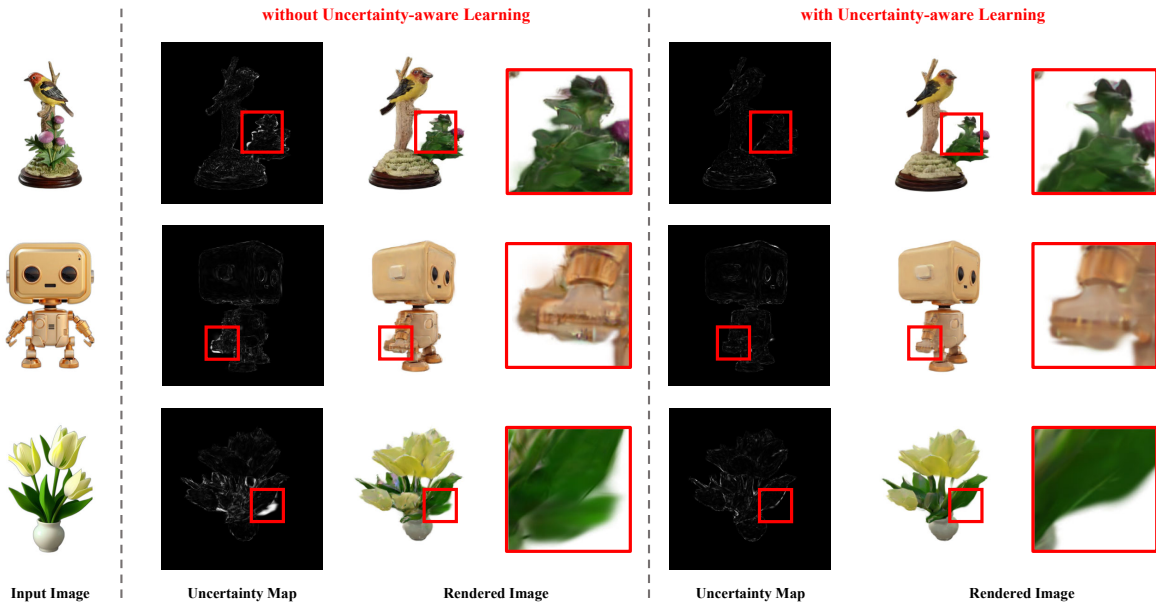 without Uncertainty-aware Learning
with Uncertainty-aware Learning
Input Image
Uncertainty Map
Rendered Image
Uncertainty Map
Rendered Image